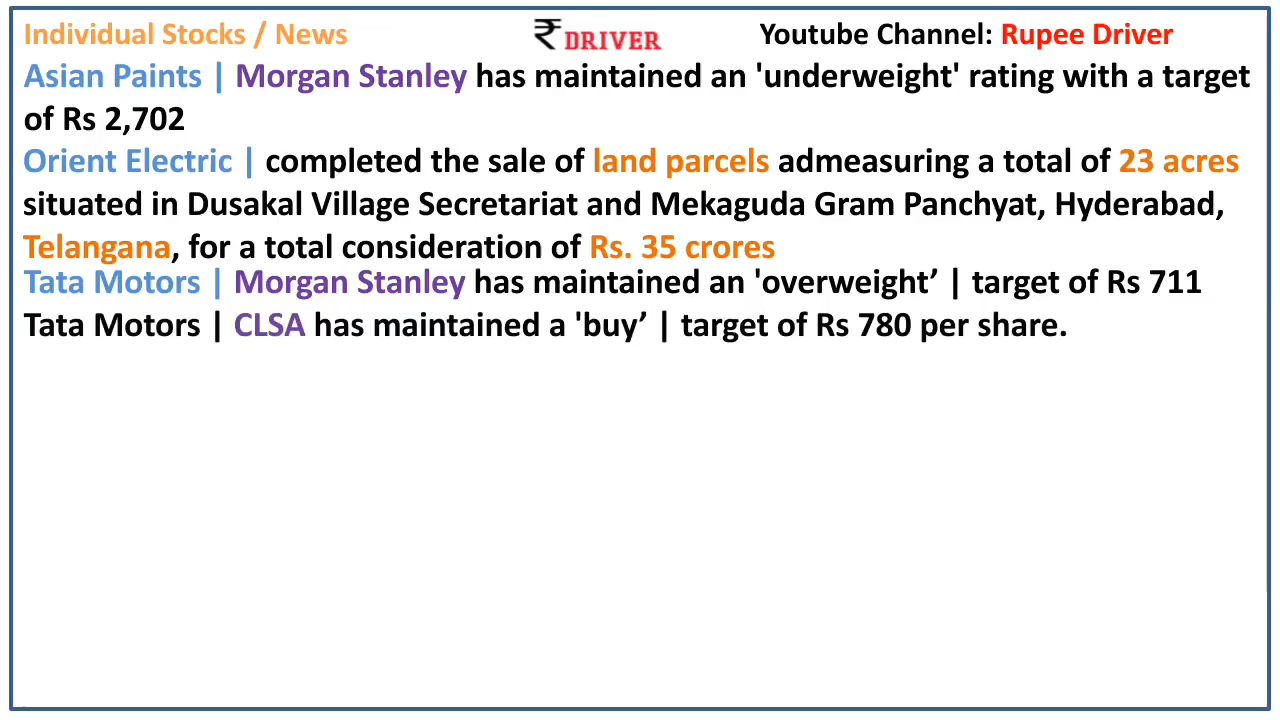 Individual Stocks / News ₹ DRIVER Youtube Channel: Rupee Driver
Asian Paints | Morgan Stanley has maintained an 'underweight' rating with a target
of Rs 2,702
Orient Electric | completed the sale of land parcels admeasuring a total of 23 acres
situated in Dusakal Village Secretariat and Mekaguda Gram Panchyat, Hyderabad,
Telangana, for a total consideration of Rs. 35 crores
Tata Motors | Morgan Stanley has maintained an 'overweight’ | target of Rs 711
Tata Motors | CLSA has maintained a 'buy’ | target of Rs 780 per share.